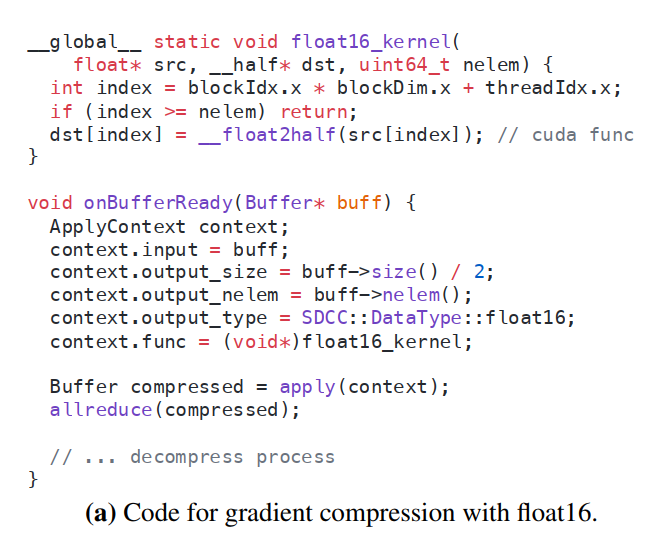 __global__ static void float16_kernel(
    float* src, __half* dst, uint64_t nelem) {
  int index = blockIdx.x * blockDim.x + threadIdx.x;
  if (index >= nelem) return;
  dst[index] = __float2half(src[index]); // cuda func
}

void onBufferReady(Buffer* buff) {
  ApplyContext context;
  context.input = buff;
  context.output_size = buff->size() / 2;
  context.output_nelem = buff->nelem();
  context.output_type = SDCC::DataType::float16;
  context.func = (void*)float16_kernel;

  Buffer compressed = apply(context);
  allreduce(compressed);

  // ... decompress process
}
(a) Code for gradient compression with float16.